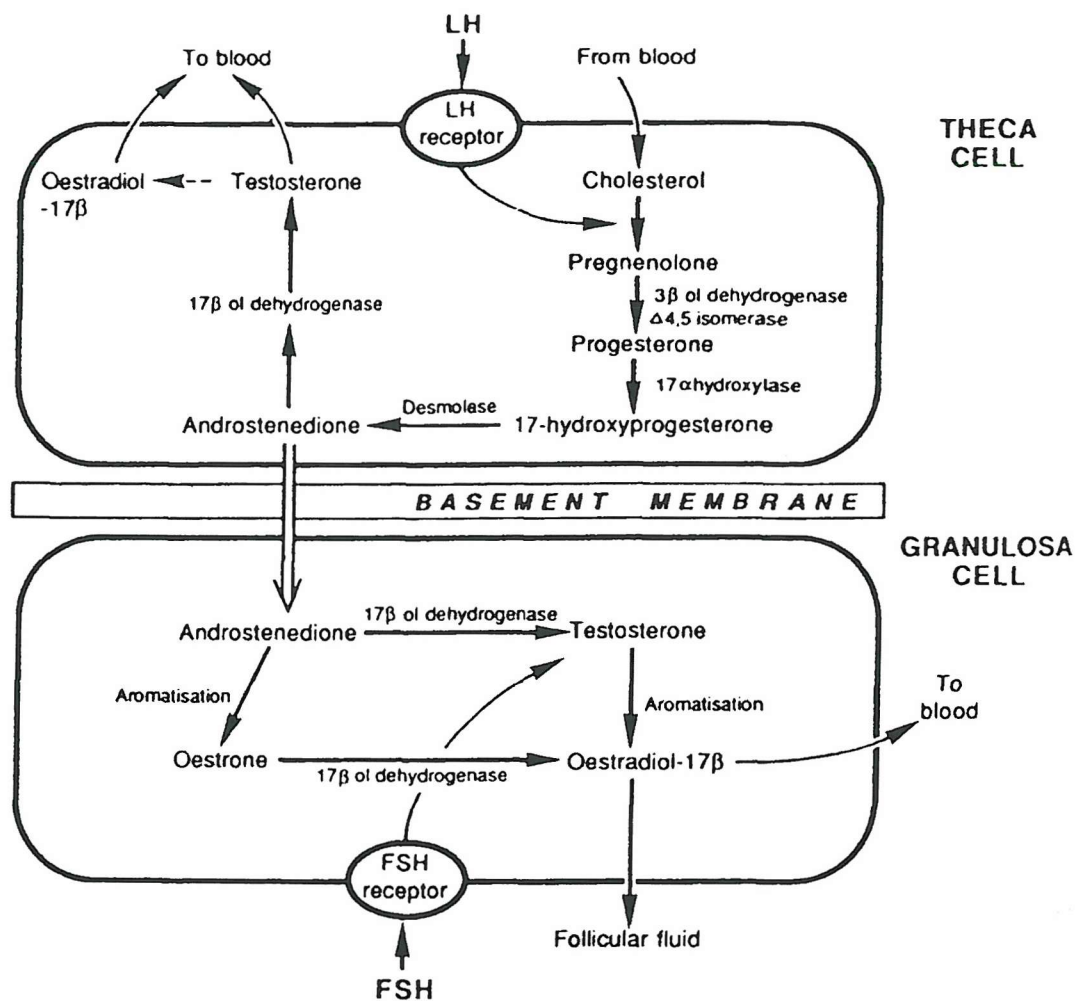 LH
To blood
From blood
LH
receptor
THECA
CELL
Oestradiol
-17β
Testosterone
Cholesterol
Pregnenolone
17β ol dehydrogenase
3β ol dehydrogenase
Δ4,5 isomerase
Progesterone
17αhydroxylase
Androstenedione
Desmolase
17-hydroxyprogesterone
BASEMENT MEMBRANE
GRANULOSA
CELL
Androstenedione
17β ol dehydrogenase
Testosterone
Aromatisation
Aromatisation
To
blood
Oestrone
17β ol dehydrogenase
Oestradiol-17β
FSH
receptor
Follicular fluid
FSH